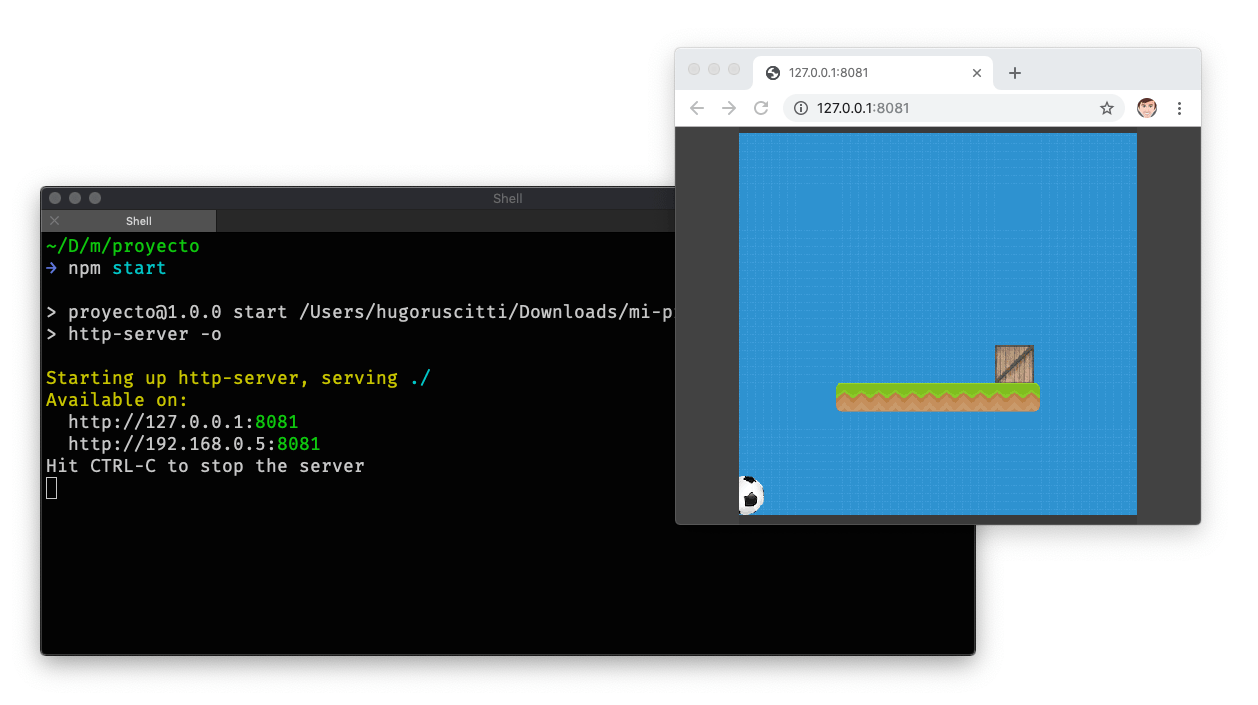 127.0.0.1:8081
127.0.0.1:8081
Shell
Shell
~/D/m/proyecto
→ npm start
> proyecto@1.0.0 start /Users/hugoruscitti/Downloads/mi-p
> http-server -o
Starting up http-server, serving ./
Available on:
http://127.0.0.1:8081
http://192.168.0.5:8081
Hit CTRL-C to stop the server